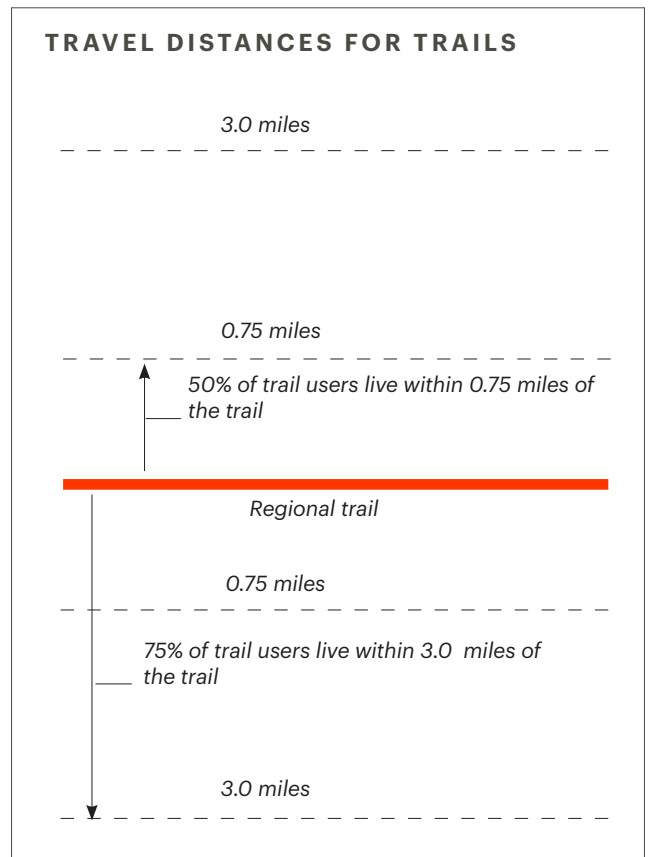 TRAVEL DISTANCES FOR TRAILS
3.0 miles
0.75 miles
50% of trail users live within 0.75 miles of
the trail
Regional trail
0.75 miles
75% of trail users live within 3.0  miles of
the trail
3.0 miles